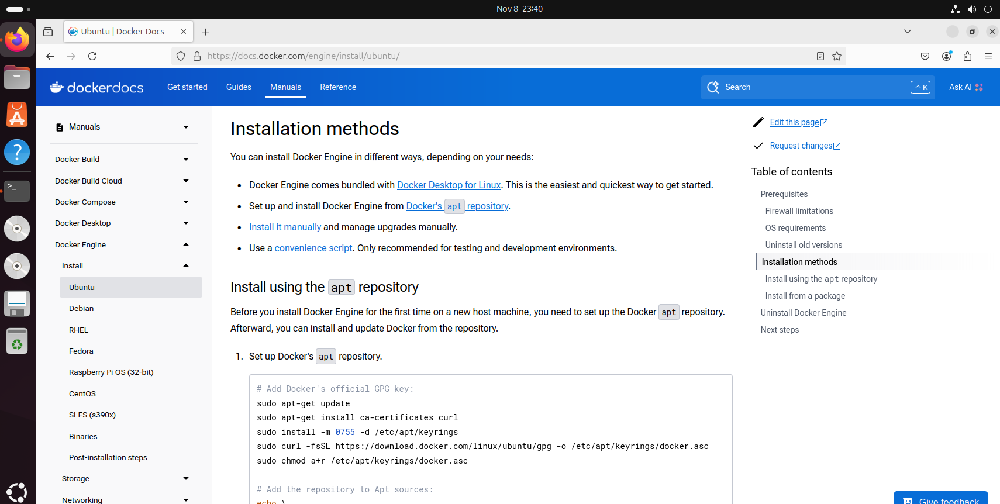 Nov 8 23:40
Ubuntu | Docker Docs
https://docs.docker.com/engine/install/ubuntu/
dockerdocs
Get started
Guides
Manuals
Reference
Search
^ K
Ask AI
Manuals
Docker Build
Docker Build Cloud
Docker Compose
Docker Desktop
Docker Engine
Install
Ubuntu
Debian
RHEL
Fedora
Raspberry Pi OS (32-bit)
CentOS
SLES (s390x)
Binaries
Post-installation steps
Storage
Networking
Installation methods
You can install Docker Engine in different ways, depending on your needs:
• Docker Engine comes bundled with Docker Desktop for Linux. This is the easiest and quickest way to get started.
• Set up and install Docker Engine from Docker's apt repository.
• Install it manually and manage upgrades manually.
• Use a convenience script. Only recommended for testing and development environments.
Install using the apt repository
Before you install Docker Engine for the first time on a new host machine, you need to set up the Docker apt repository.
Afterward, you can install and update Docker from the repository.
1. Set up Docker's apt repository.
# Add Docker's official GPG key:
sudo apt-get update
sudo apt-get install ca-certificates curl
sudo install -m 0755 -d /etc/apt/keyrings
sudo curl -fsSL https://download.docker.com/linux/ubuntu/gpg -o /etc/apt/keyrings/docker.asc
sudo chmod a+r /etc/apt/keyrings/docker.asc
# Add the repository to Apt sources:
echo \
Edit this page
Request changes
Table of contents
Prerequisites
Firewall limitations
OS requirements
Uninstall old versions
Installation methods
Install using the apt repository
Install from a package
Uninstall Docker Engine
Next steps
Give feedback